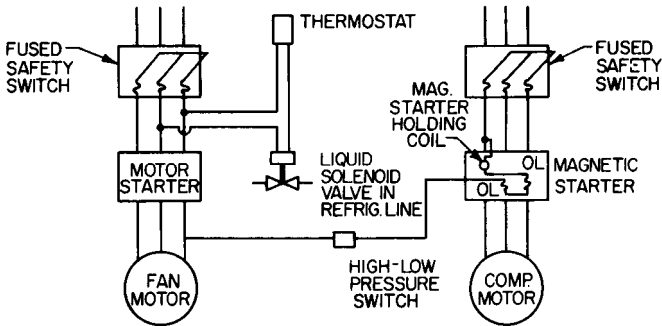 THERMOSTAT
FUSED
SAFETY
SWITCH
FUSED
SAFETY
SWITCH
MAG.
STARTER
HOLDING
COIL
MOTOR
STARTER
LIQUID
SOLENOID
VALVE IN
REFRIG. LINE
OL
OL
MAGNETIC
STARTER
HIGH-LOW
PRESSURE
SWITCH
FAN
MOTOR
COMP.
MOTOR